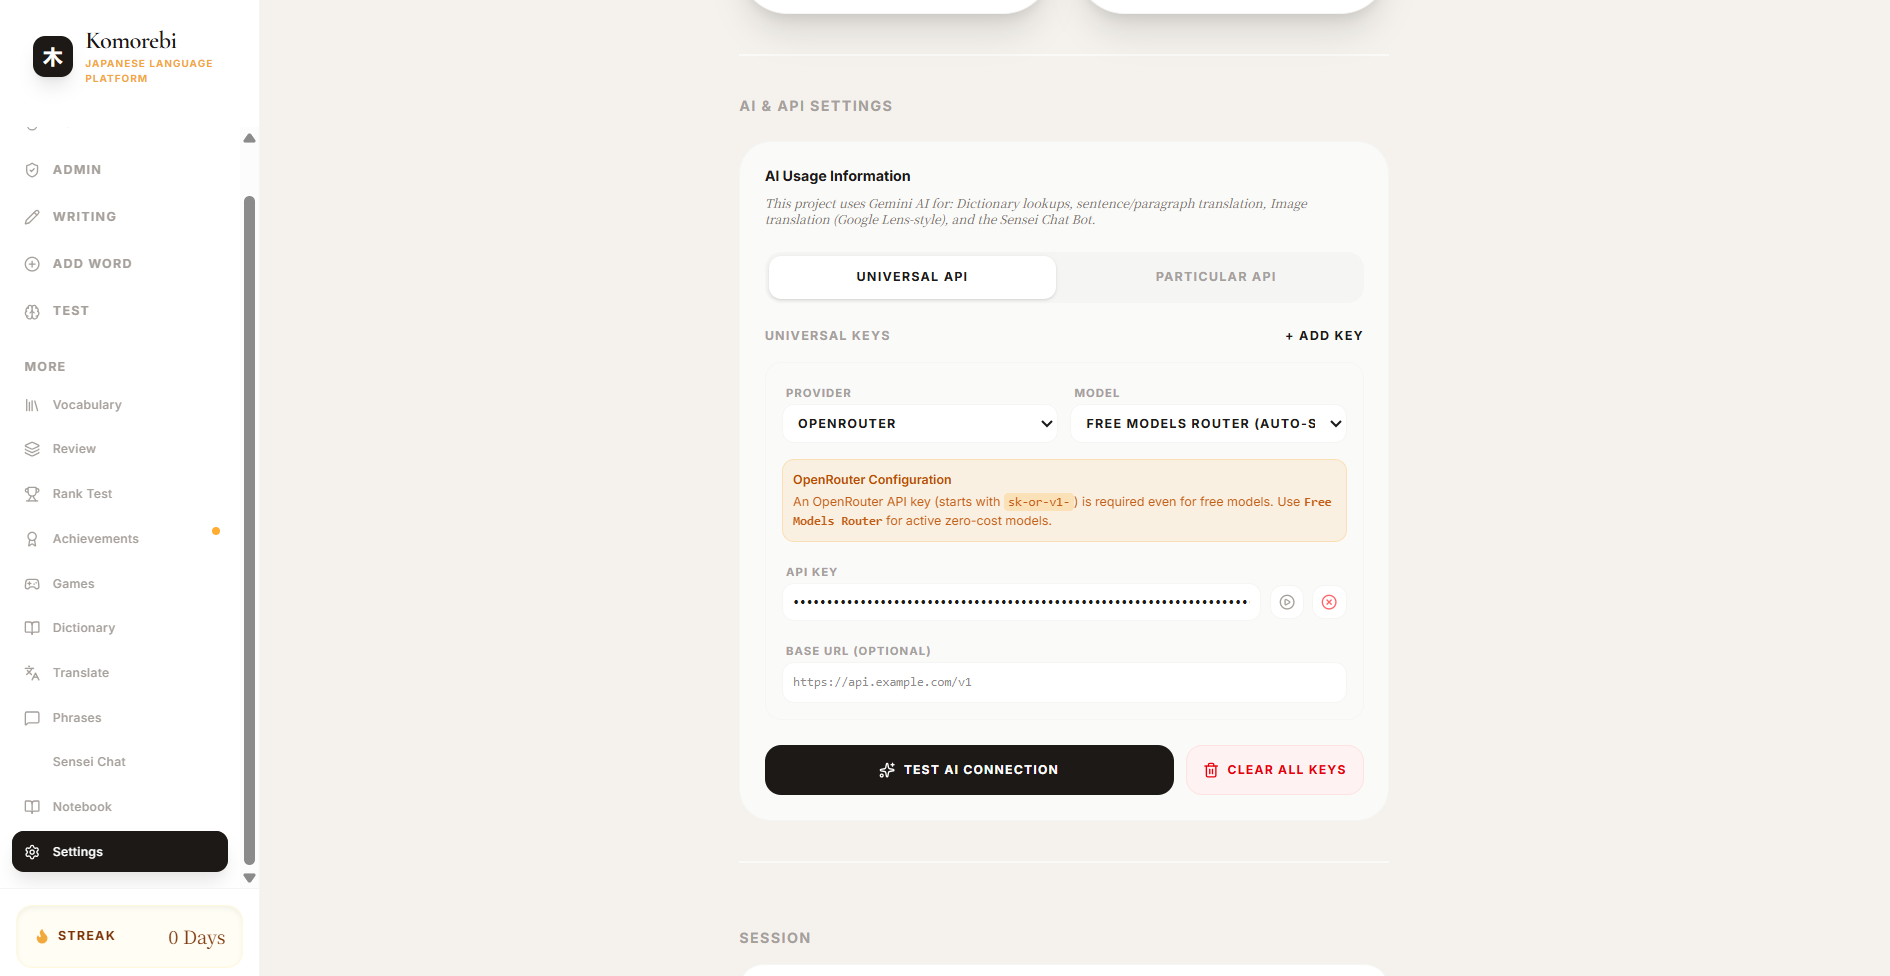 木
Komorebi
JAPANESE LANGUAGE
PLATFORM
ADMIN
WRITING
ADD WORD
TEST
MORE
Vocabulary
Review
Rank Test
Achievements
Games
Dictionary
Translate
Phrases
Sensei Chat
Notebook
Settings
STREAK
0 Days
AI & API SETTINGS
AI Usage Information
This project uses Gemini AI for: Dictionary lookups, sentence/paragraph translation, Image
translation (Google Lens-style), and the Sensei Chat Bot.
UNIVERSAL API
PARTICULAR API
UNIVERSAL KEYS
+ ADD KEY
PROVIDER
MODEL
OPENROUTER
FREE MODELS ROUTER (AUTO-S
OpenRouter Configuration
An OpenRouter API key (starts with sk-or-v1-) is required even for free models. Use Free
Models Router for active zero-cost models.
API KEY
BASE URL (OPTIONAL)
https://api.example.com/v1
TEST AI CONNECTION
CLEAR ALL KEYS
SESSION